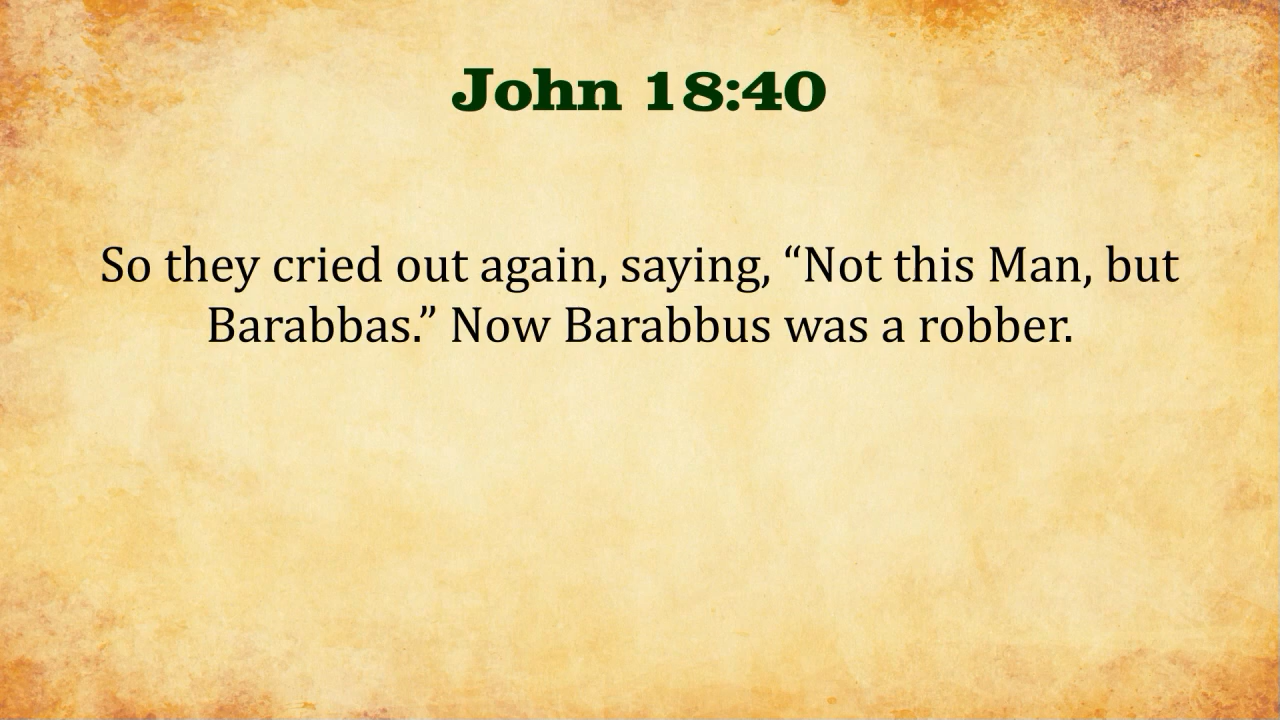 John 18:40
So they cried out again, saying, “Not this Man, but
Barabbas.” Now Barabbus was a robber.